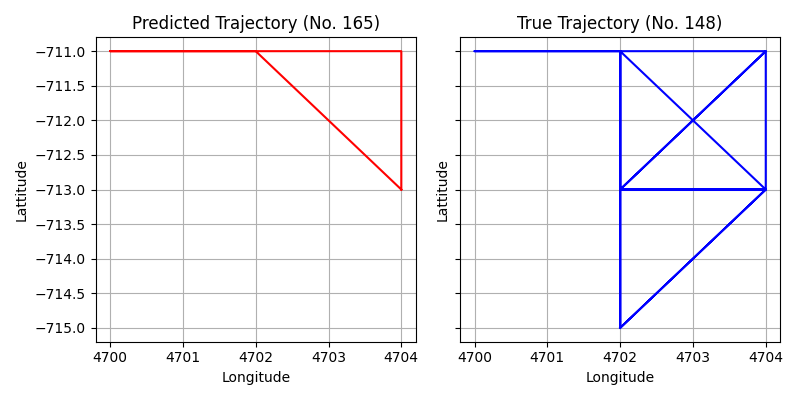 Predicted Trajectory (No. 165)
True Trajectory (No. 148)
−711.0
−711.5
−712.0
−712.5
−713.0
−713.5
−714.0
−714.5
−715.0
Lattitude
Lattitude
4700 4701 4702 4703 4704
4700 4701 4702 4703 4704
Longitude
Longitude